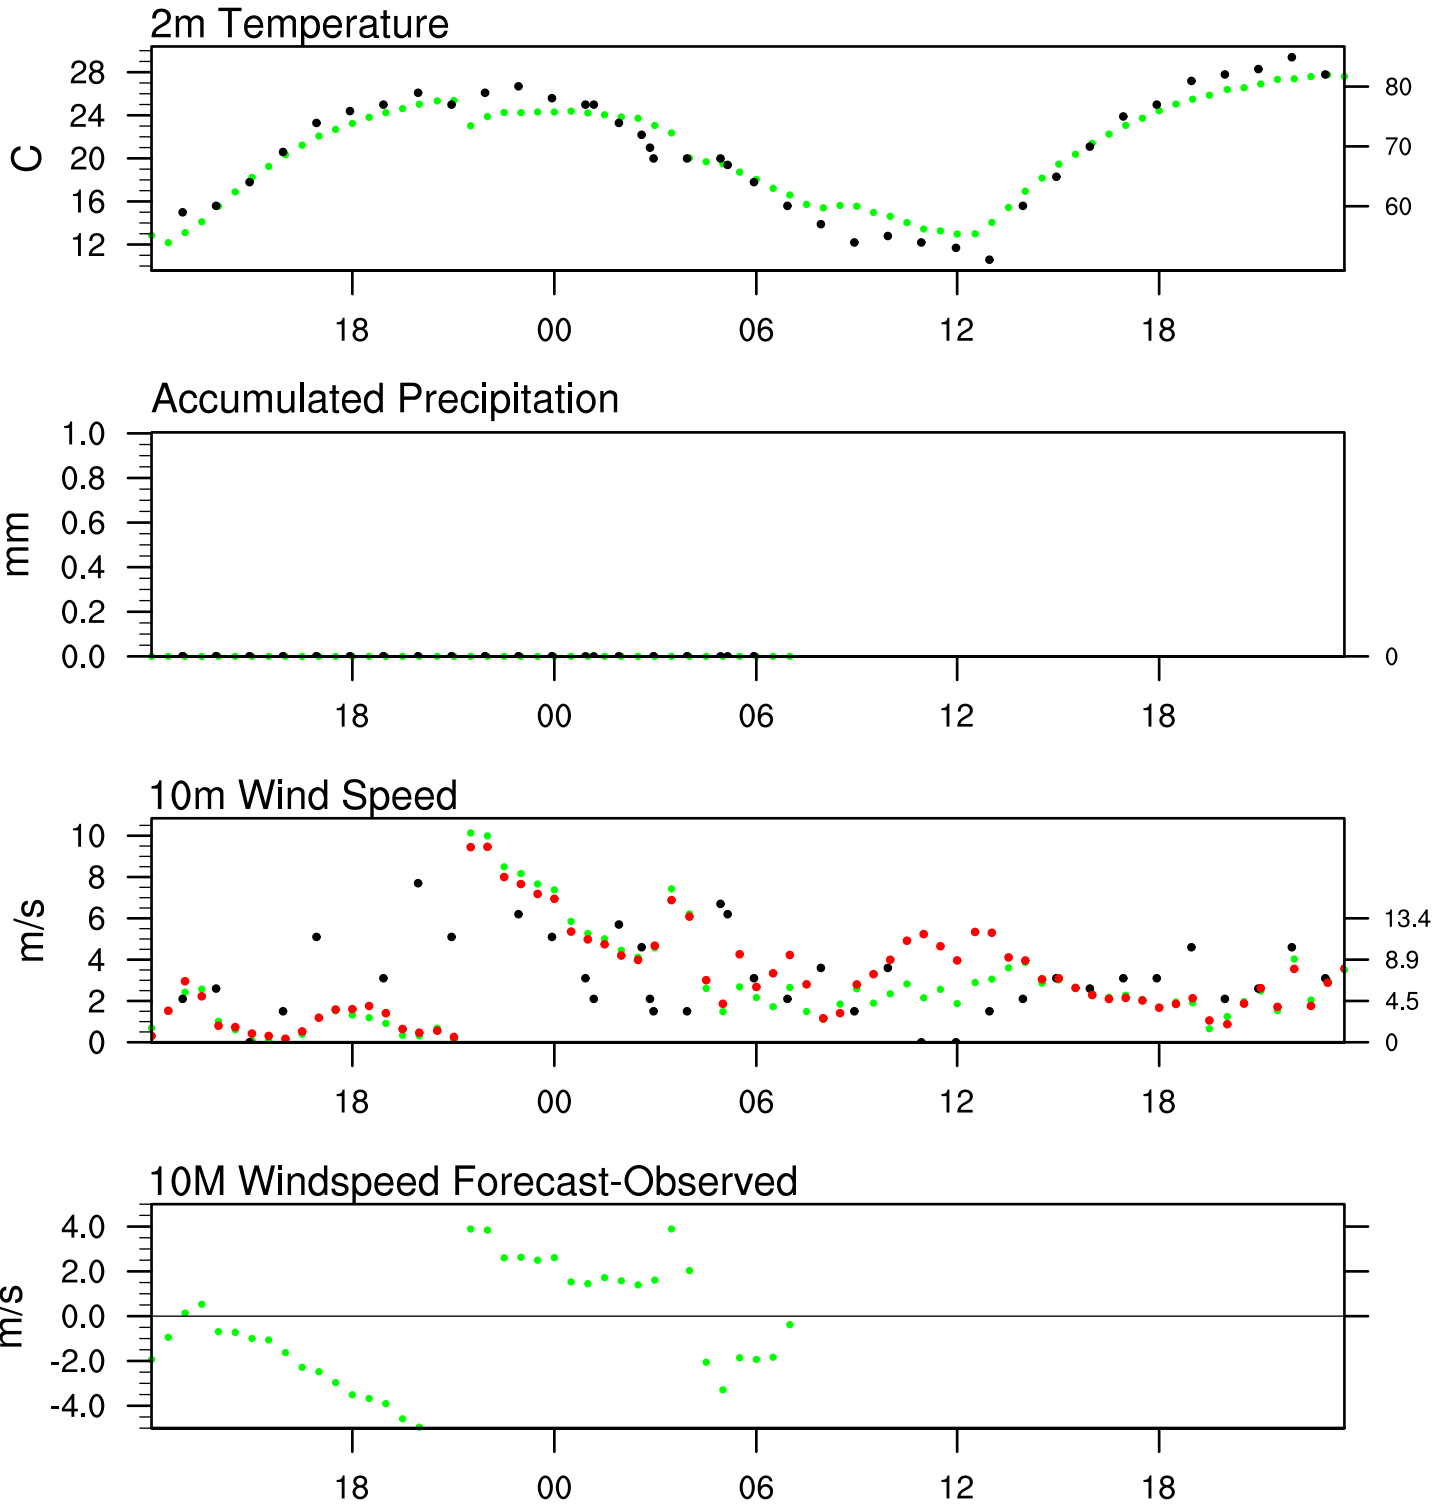 2m Temperature
28
24
20
16
12
C
80
70
60
18 00 06 12 18
Accumulated Precipitation
1.0
0.8
0.6
0.4
0.2
0.0
mm
0
18 00 06 12 18
10m Wind Speed
10
8
6
4
2
0
m/s
13.4
8.9
4.5
0
18 00 06 12 18
10M Windspeed Forecast-Observed
4.0
2.0
0.0
-2.0
-4.0
m/s
18 00 06 12 18